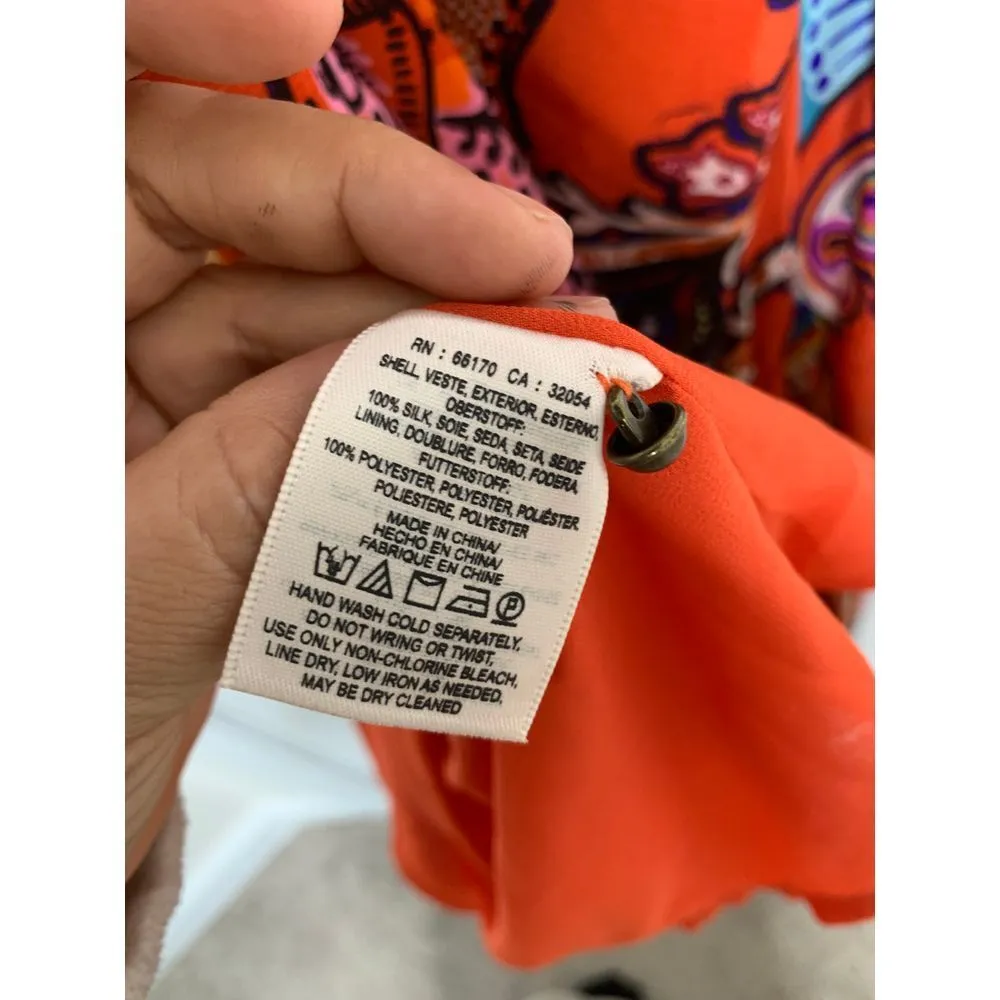 RN : 66170 CA : 32054
SHELL, VESTE, EXTERIOR, ESTERNO,
OBERSTOFF:
100% SILK, SOIE, SEDA, SETA, SEIDE
LINING, DOUBLURE, FORRO, FODERA,
FUTTERSTOFF:
100% POLYESTER, POLYESTER, POLIÉSTER,
POLIESTERE, POLYESTER
MADE IN CHINA/
HECHO EN CHINA/
FABRIQUE EN CHINE
P
HAND WASH COLD SEPARATELY,
DO NOT WRING OR TWIST,
USE ONLY NON-CHLORINE BLEACH,
LINE DRY, LOW IRON AS NEEDED,
MAY BE DRY CLEANED